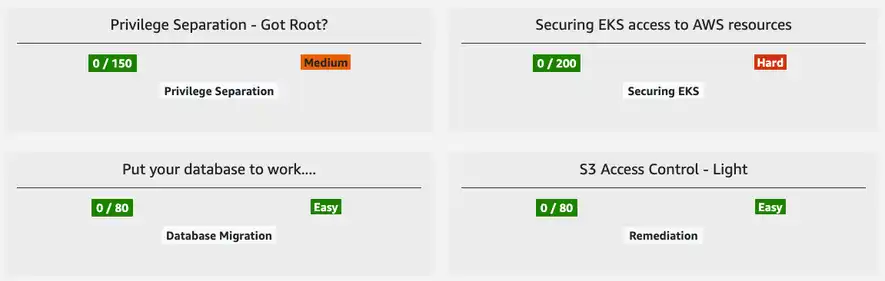 Privilege Separation - Got Root?
0 / 150
Medium
Privilege Separation
Securing EKS access to AWS resources
0 / 200
Hard
Securing EKS
Put your database to work....
0 / 80
Easy
Database Migration
S3 Access Control - Light
0 / 80
Easy
Remediation